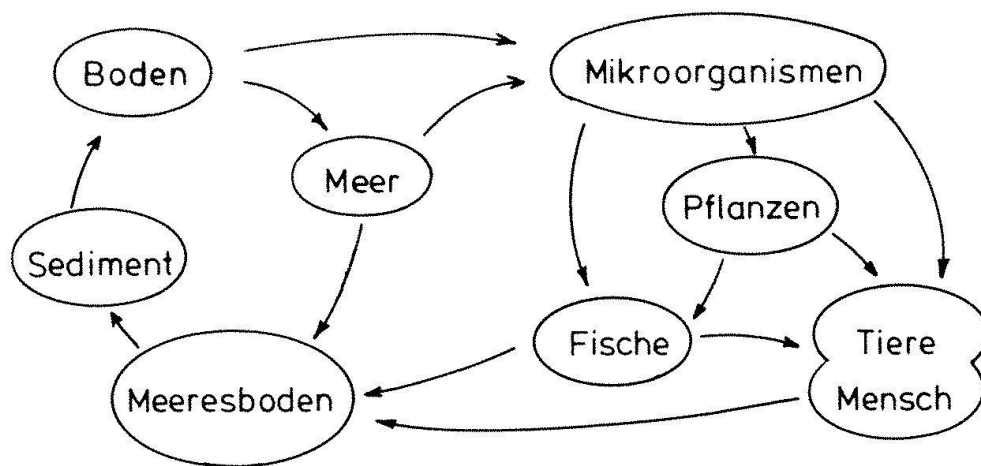 Boden
Mikroorganismen
Meer
Pflanzen
Sediment
Fische
Tiere
Mensch
Meeresboden